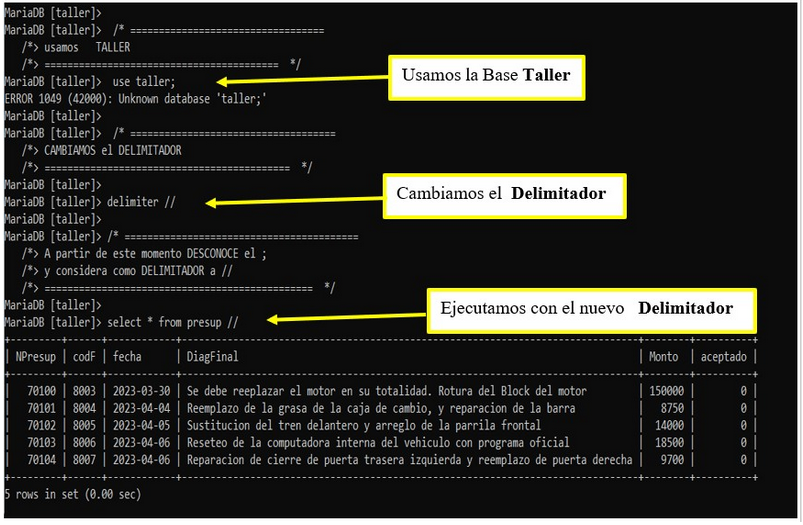 MariaDB [taller]>
MariaDB [taller]>  /* ==================================
/*> usamos   TALLER
/*> =========================================  */
MariaDB [taller]>  use taller;
Usamos la Base Taller
ERROR 1049 (42000): Unknown database 'taller;'
MariaDB [taller]>
MariaDB [taller]>  /* ====================================
/*> CAMBIAMOS el DELIMITADOR
/*> ===========================================  */
MariaDB [taller]>
MariaDB [taller]> delimiter //
Cambiamos el  Delimitador
MariaDB [taller]>
MariaDB [taller]> /* =========================================
/*> A partir de este momento DESCONOCE el ;
/*> y considera como DELIMITADOR a //
/*> ===============================================  */
MariaDB [taller]>
MariaDB [taller]> select * from presup //
Ejecutamos con el nuevo   Delimitador
| NPresup | codF | fecha      | DiagFinal | Monto  | aceptado |
|   70100 | 8003 | 2023-03-30 | Se debe reeplazar el motor en su totalidad. Rotura del Block del motor | 150000 |        0 |
|   70101 | 8004 | 2023-04-04 | Reemplazo de la grasa de la caja de cambio, y reparacion de la barra |   8750 |        0 |
|   70102 | 8005 | 2023-04-05 | Sustitucion del tren delantero y arreglo de la parrila frontal |  14000 |        0 |
|   70103 | 8006 | 2023-04-06 | Reseteo de la computadora interna del vehiculo con programa oficial |  18500 |        0 |
|   70104 | 8007 | 2023-04-06 | Reparacion de cierre de puerta trasera izquierda y reemplazo de puerta derecha |   9700 |        0 |
5 rows in set (0.00 sec)